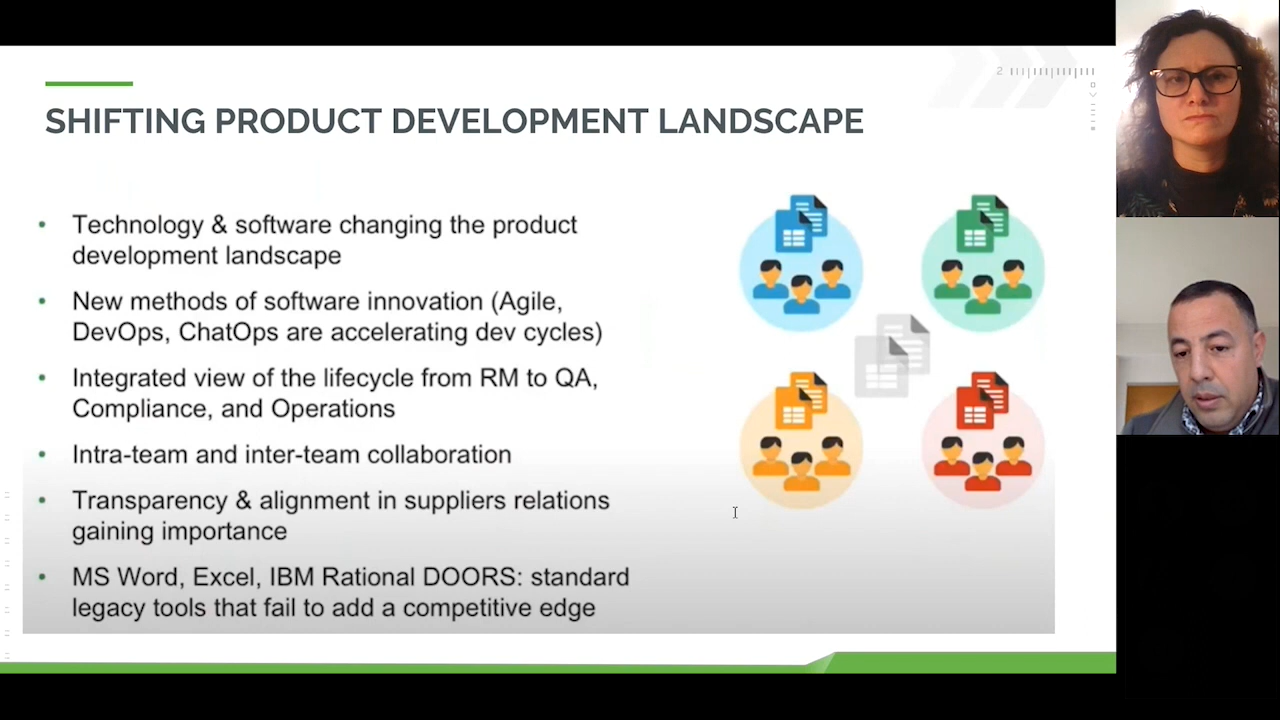 2
SHIFTING PRODUCT DEVELOPMENT LANDSCAPE
• Technology & software changing the product
development landscape
• New methods of software innovation (Agile,
DevOps, ChatOps are accelerating dev cycles)
• Integrated view of the lifecycle from RM to QA,
Compliance, and Operations
• Intra-team and inter-team collaboration
• Transparency & alignment in suppliers relations
gaining importance
• MS Word, Excel, IBM Rational DOORS: standard
legacy tools that fail to add a competitive edge